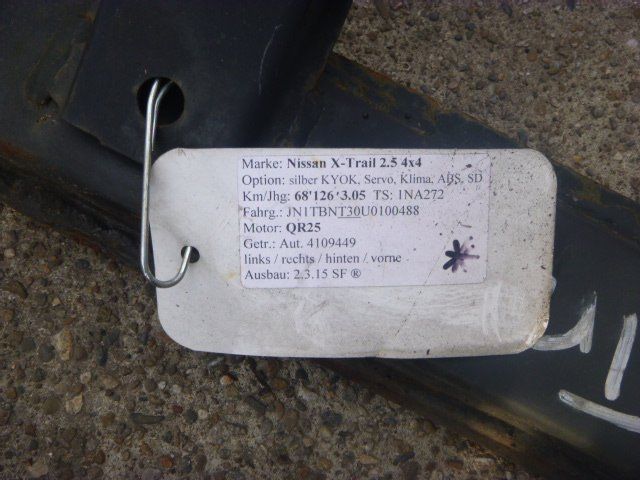 Marke: Nissan X-Trail 2.5 4x4
Option: silber KYOK, Servo, Klima, ABS, SD
Km/Jhg: 68'126‘3.05 TS: 1NA272
Fahrg.: JN1TBNT30U0100488
Motor: QR25
Getr.: Aut. 4109449
links / rechts / hinten / vorne
Ausbau: 2.3.15 SF ®